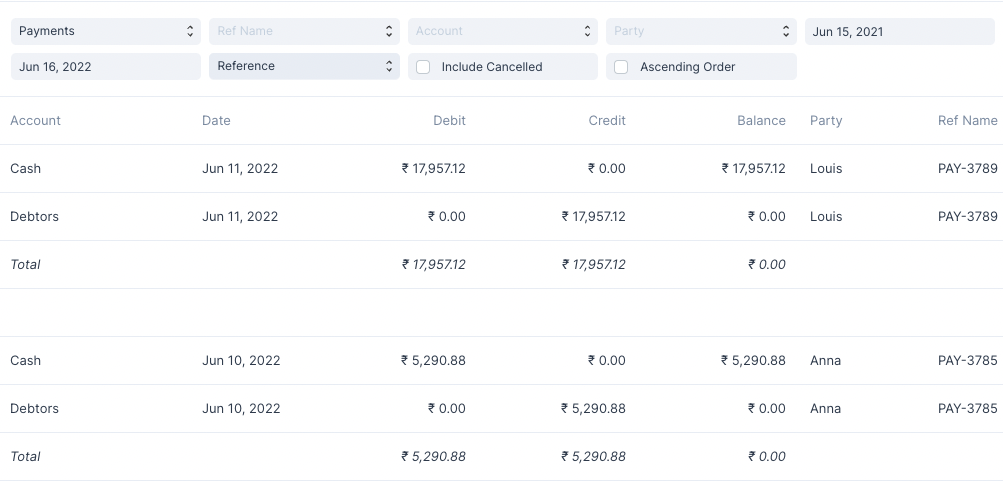 Payments Ref Name Account Party Jun 15, 2021
Jun 16, 2022 Reference Include Cancelled Ascending Order
Account Date Debit Credit Balance Party Ref Name
Cash Jun 11, 2022 ₹ 17,957.12 ₹ 0.00 ₹ 17,957.12 Louis PAY-3789
Debtors Jun 11, 2022 ₹ 0.00 ₹ 17,957.12 ₹ 0.00 Louis PAY-3789
Total ₹ 17,957.12 ₹ 17,957.12 ₹ 0.00
Cash Jun 10, 2022 ₹ 5,290.88 ₹ 0.00 ₹ 5,290.88 Anna PAY-3785
Debtors Jun 10, 2022 ₹ 0.00 ₹ 5,290.88 ₹ 0.00 Anna PAY-3785
Total ₹ 5,290.88 ₹ 5,290.88 ₹ 0.00